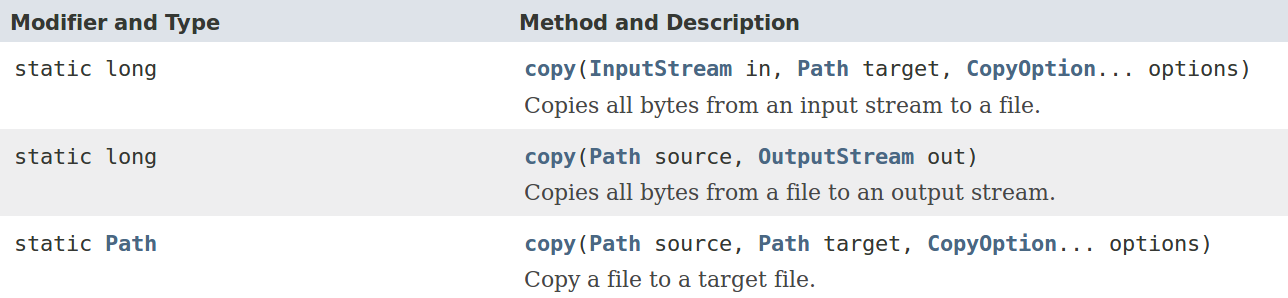 Modifier and Type Method and Description
static long copy(InputStream in, Path target, CopyOption... options)
Copies all bytes from an input stream to a file.
static long copy(Path source, OutputStream out)
Copies all bytes from a file to an output stream.
static Path copy(Path source, Path target, CopyOption... options)
Copy a file to a target file.